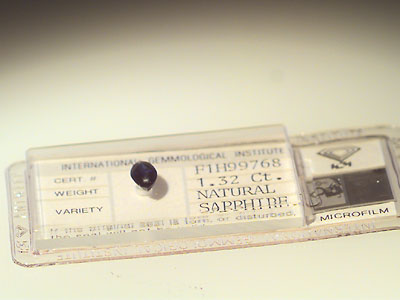 INTERNATIONAL GEMMOLOGICAL INSTITUTE
CERT. # F1H99768
WEIGHT 1.32 Ct.
VARIETY NATURAL
SAPPHIRE
or disturbed.
MICROFILM